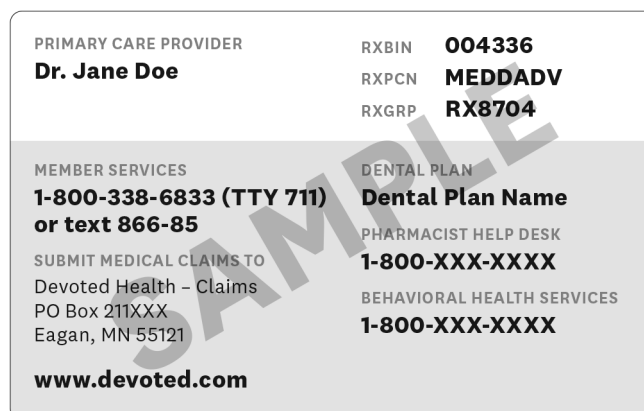 PRIMARY CARE PROVIDER
Dr. Jane Doe
RXBIN 004336
RXPCN MEDDADV
RXGRP RX8704
MEMBER SERVICES
1-800-338-6833 (TTY 711)
or text 866-85
SUBMIT MEDICAL CLAIMS TO
Devoted Health – Claims
PO Box 211XXX
Eagan, MN 55121
www.devoted.com
DENTAL PLAN
Dental Plan Name
PHARMACIST HELP DESK
1-800-XXX-XXXX
BEHAVIORAL HEALTH SERVICES
1-800-XXX-XXXX
SAMPLE